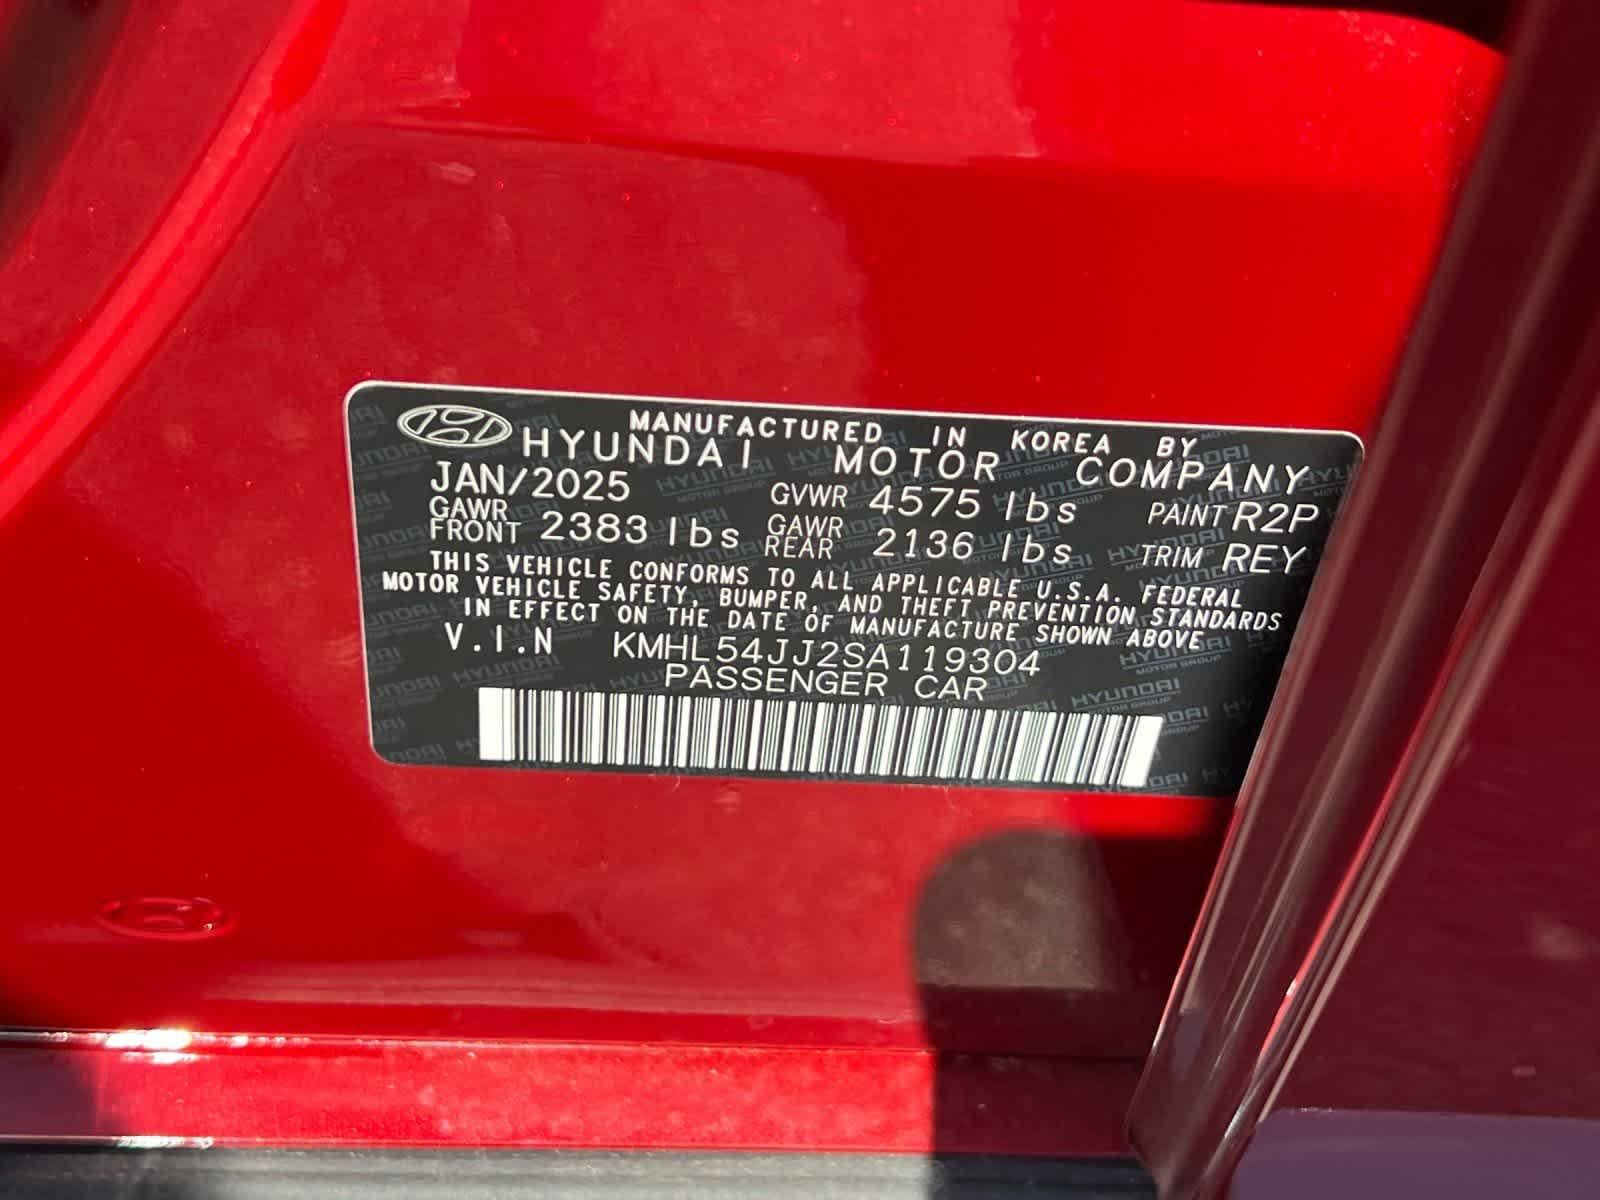 MANUFACTURED IN KOREA BY
HYUNDAI MOTOR COMPANY
JAN/2025 GVWR 4575 lbs PAINT R2P
GAWR FRONT 2383 lbs GAWR REAR 2136 lbs TRIM REY
THIS VEHICLE CONFORMS TO ALL APPLICABLE U.S.A. FEDERAL
MOTOR VEHICLE SAFETY, BUMPER, AND THEFT PREVENTION STANDARDS
IN EFFECT ON THE DATE OF MANUFACTURE SHOWN ABOVE
V.I.N KMHL54JJ2SA119304
PASSENGER CAR